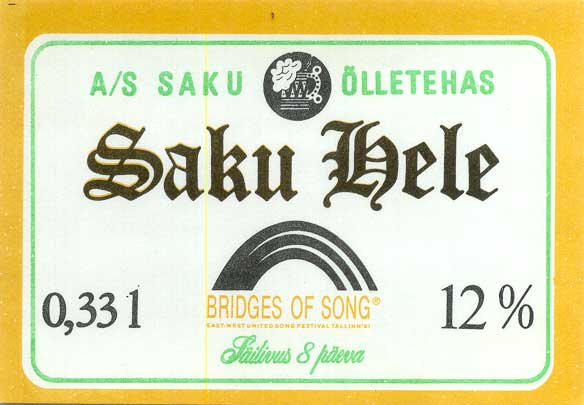 A/S SAKU ÕLLETEHAS
Saku Hele
BRIDGES OF SONG®
EAST-WEST UNITED SONG FESTIVAL TALLINN'91
0,33 l
12 %
Säilivus 8 päeva